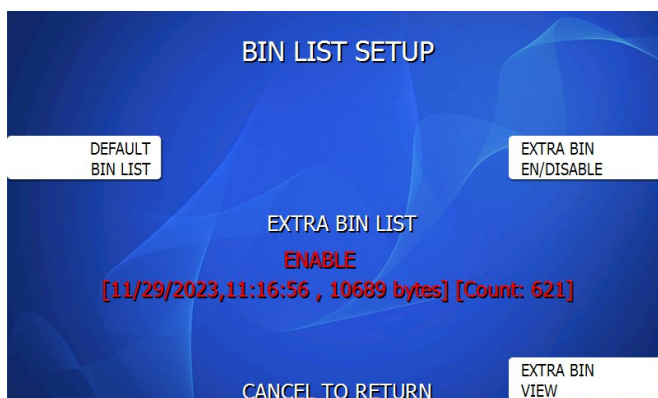 BIN LIST SETUP
DEFAULT
BIN LIST
EXTRA BIN
EN/DISABLE
EXTRA BIN LIST
ENABLE
[11/29/2023,11:16:56 , 10689 bytes] [Count: 621]
EXTRA BIN
VIEW
CANCEL TO RETURN